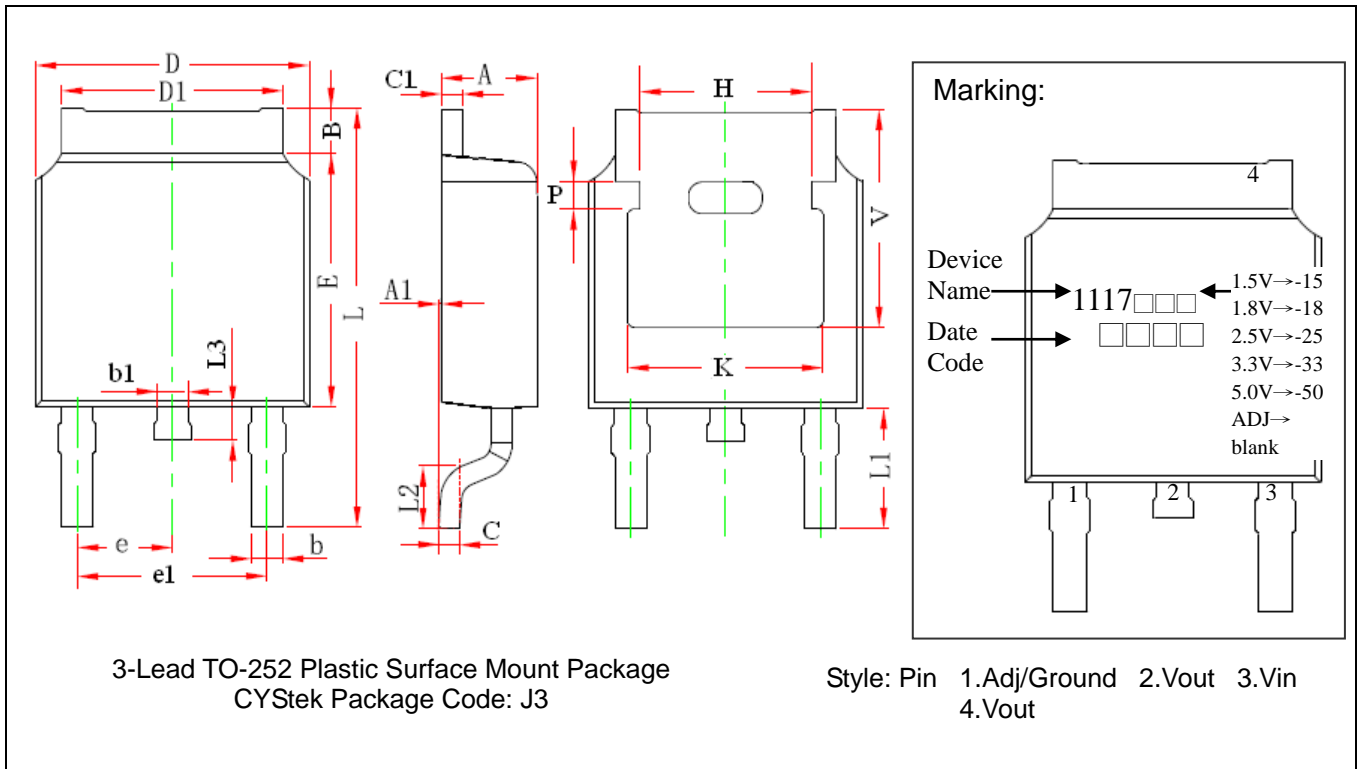 D
D1
B
E
L
L3
b1
e
e1
b
C1
A
A1
L2
C
H
P
V
K
L1
Marking:
4
Device
Name
1117□□□
Date
Code
□□□□
1.5V→-15
1.8V→-18
2.5V→-25
3.3V→-33
5.0V→-50
ADJ→
blank
1
2
3
3-Lead TO-252 Plastic Surface Mount Package
CYStek Package Code: J3
Style: Pin 1.Adj/Ground 2.Vout 3.Vin
4.Vout